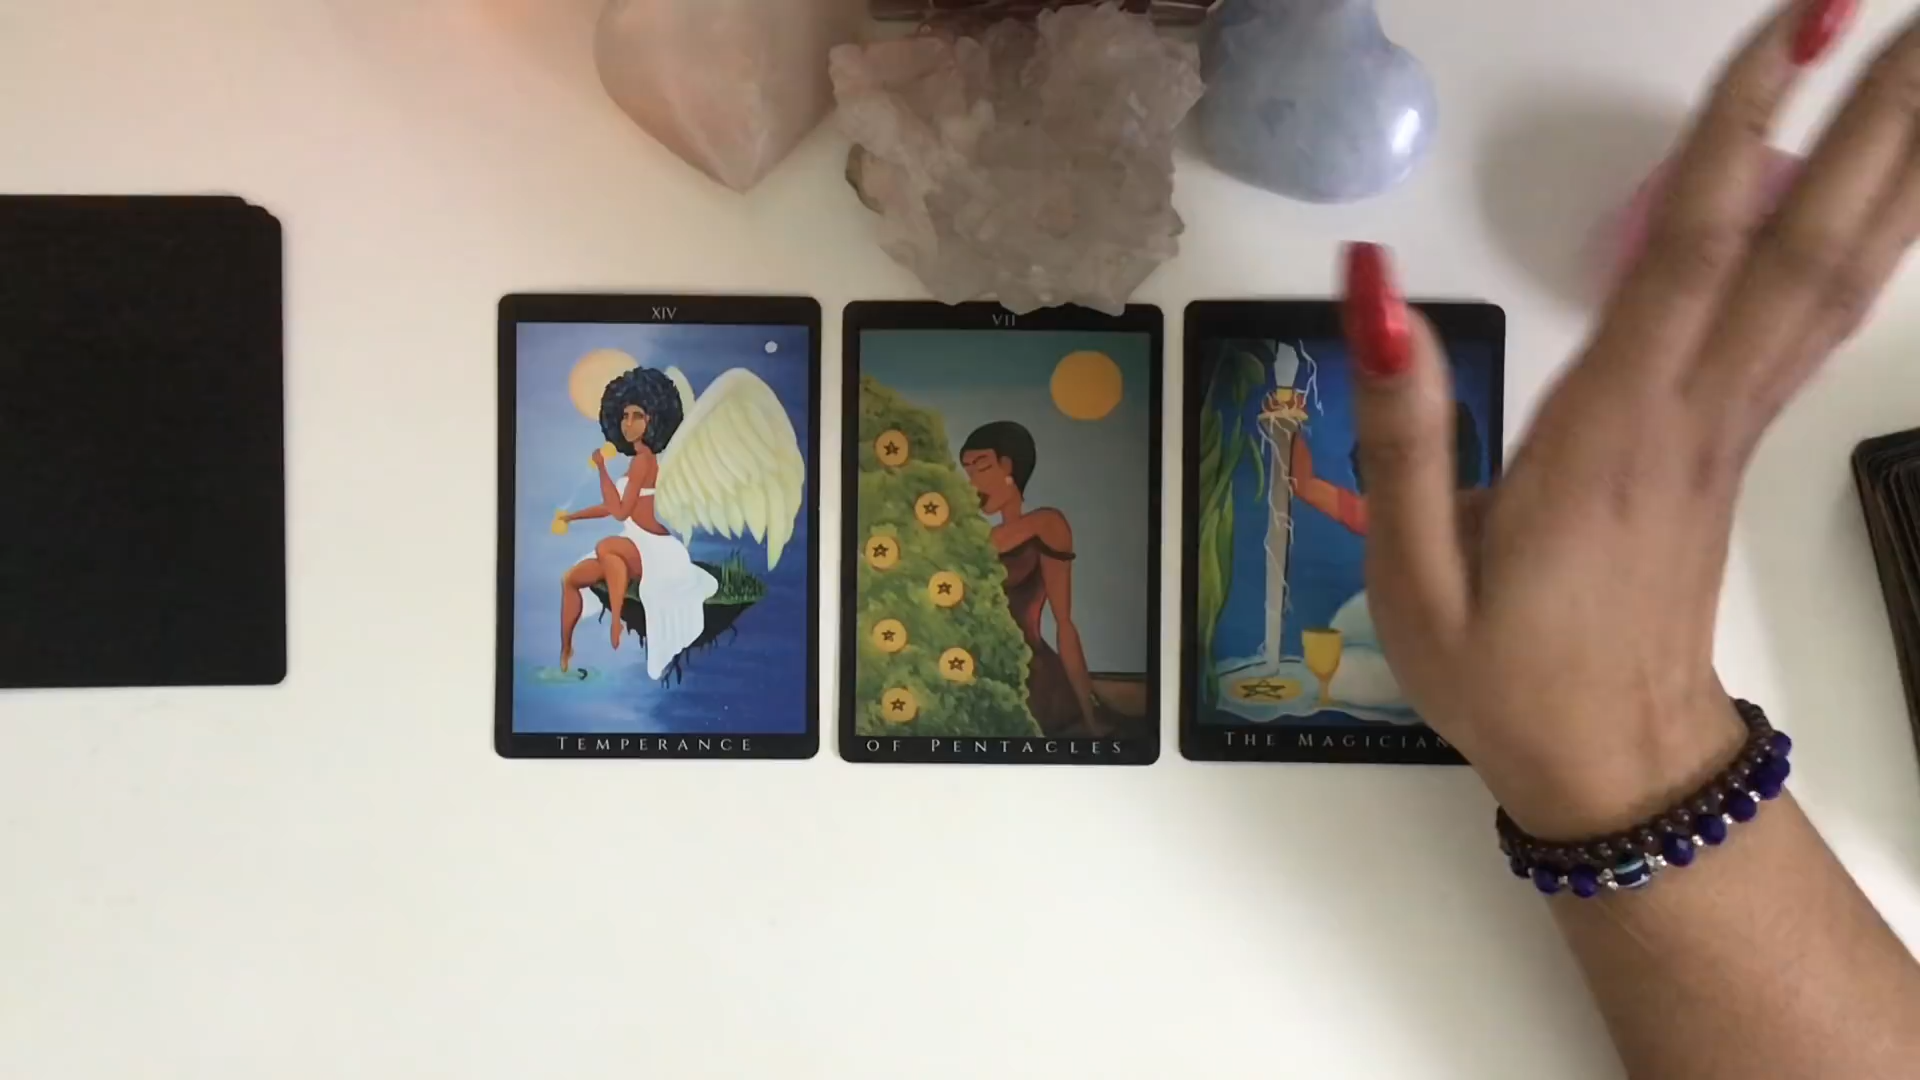 XIV
TEMPERANCE
VII
OF PENTACLES
THE MAGICIAN